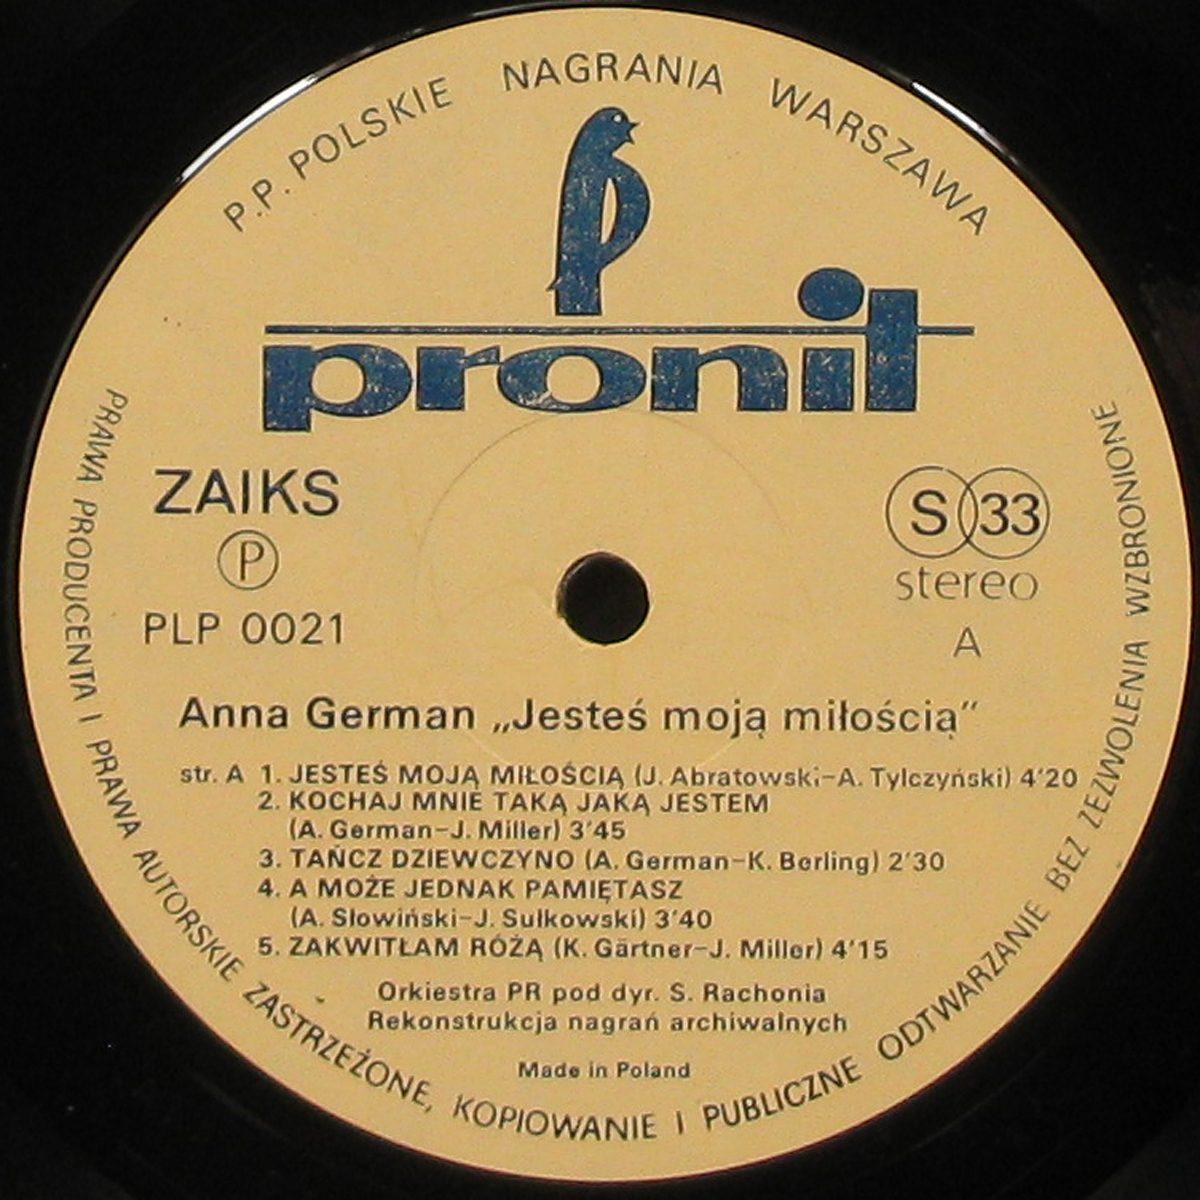 P.P. POLSKIE NAGRANIA WARSZAWA
pronit
ZAIKS
P
PLP 0021
S 33
stereo
A
Anna German „Jesteś moją miłością”
str. A 1. JESTEŚ MOJĄ MIŁOŚCIĄ (J. Abratowski-A. Tylczyński) 4'20
2. KOCHAJ MNIE TAKĄ JAKĄ JESTEM
(A. German-J. Miller) 3'45
3. TAŃCZ DZIEWCZYNO (A. German-K. Berling) 2'30
4. A MOŻE JEDNAK PAMIĘTASZ
(A. Słowiński-J. Sułkowski) 3'40
5. ZAKWITŁAM RÓŻĄ (K. Gärtner-J. Miller) 4'15
Orkiestra PR pod dyr. S. Rachonia
Rekonstrukcja nagrań archiwalnych
Made in Poland
PRAWA PRODUCENTA I PRAWA AUTORSKIE ZASTRZEŻONE, KOPIOWANIE I PUBLICZNE ODTWARZANIE BEZ ZEZWOLENIA WZBRONIONE